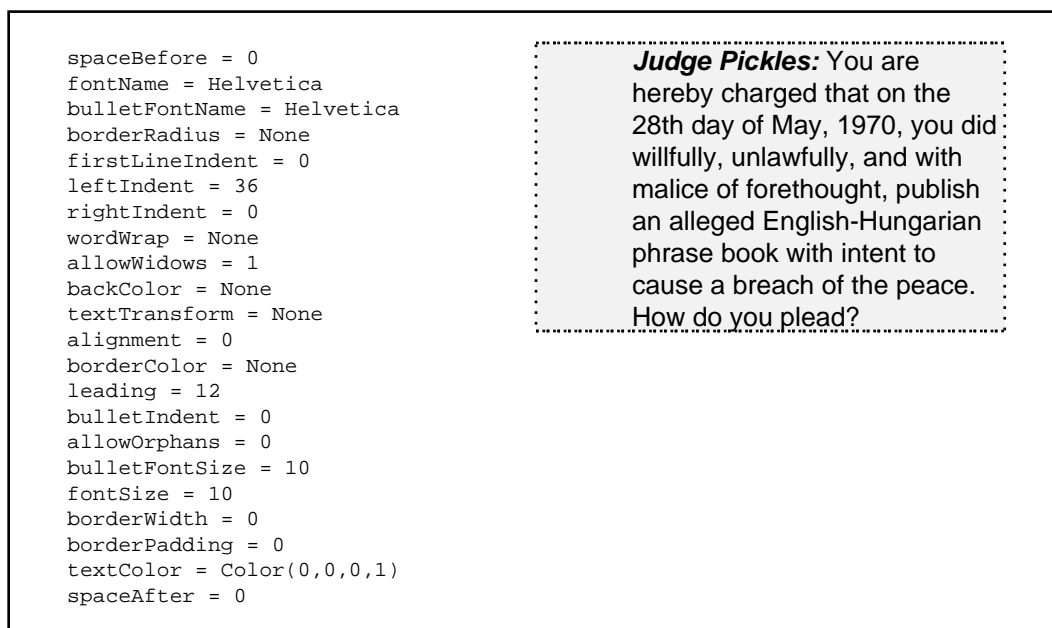 spaceBefore = 0
fontName = Helvetica
bulletFontName = Helvetica
borderRadius = None
firstLineIndent = 0
leftIndent = 36
rightIndent = 0
wordWrap = None
allowWidows = 1
backColor = None
textTransform = None
alignment = 0
borderColor = None
leading = 12
bulletIndent = 0
allowOrphans = 0
bulletFontSize = 10
fontSize = 10
borderWidth = 0
borderPadding = 0
textColor = Color(0,0,0,1)
spaceAfter = 0
Judge Pickles: You are
hereby charged that on the
28th day of May, 1970, you did
willfully, unlawfully, and with
malice of forethought, publish
an alleged English-Hungarian
phrase book with intent to
cause a breach of the peace.
How do you plead?